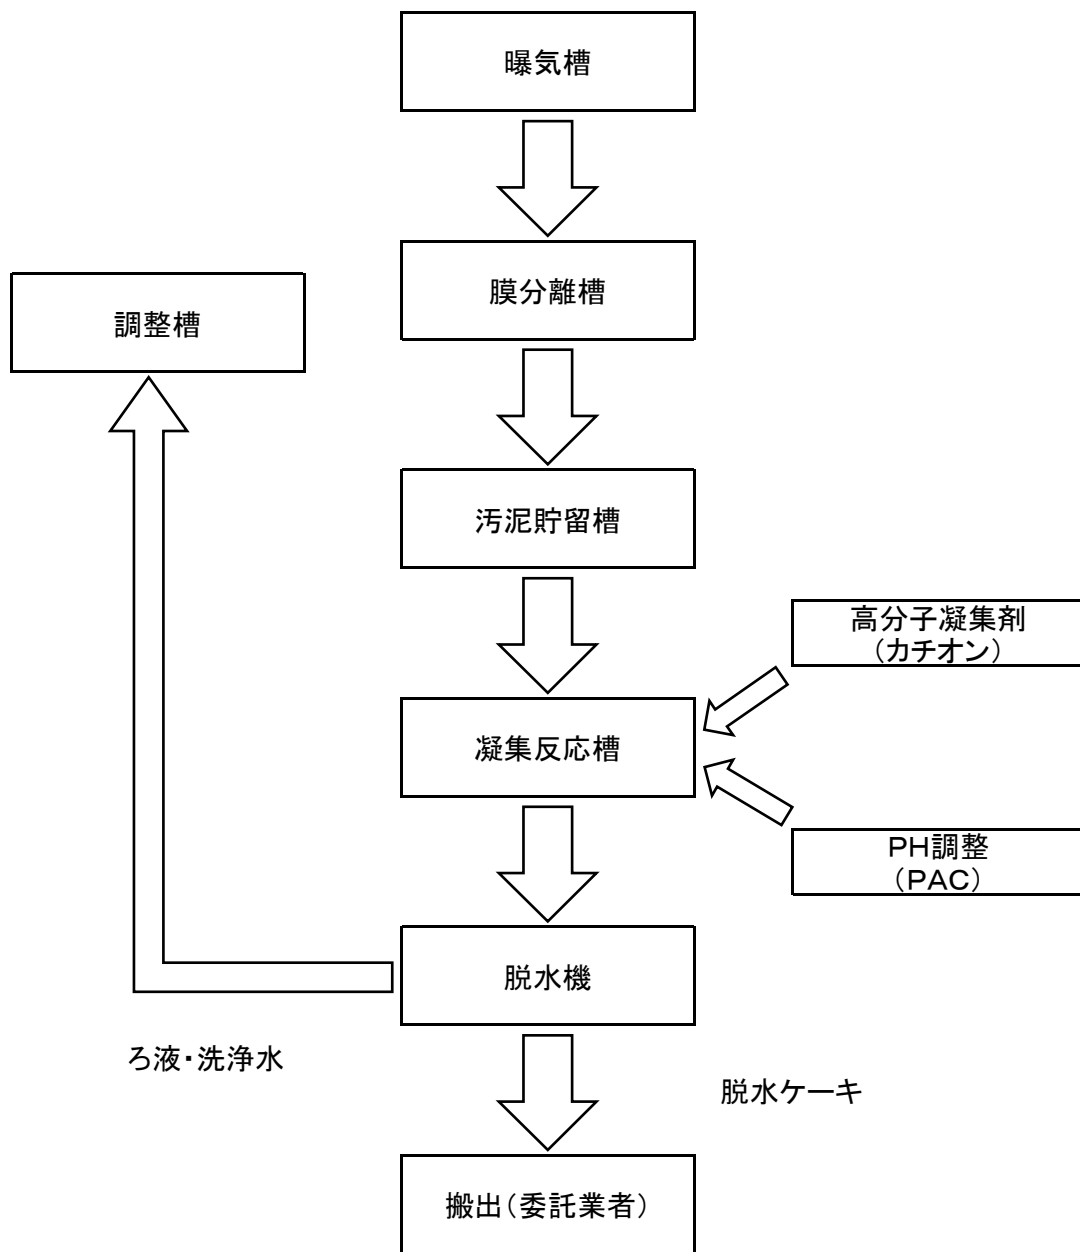 曝気槽
膜分離槽
調整槽
汚泥貯留槽
高分子凝集剤
（カチオン）
凝集反応槽
ＰＨ調整
（ＰＡＣ）
脱水機
ろ液・洗浄水
脱水ケーキ
搬出（委託業者）